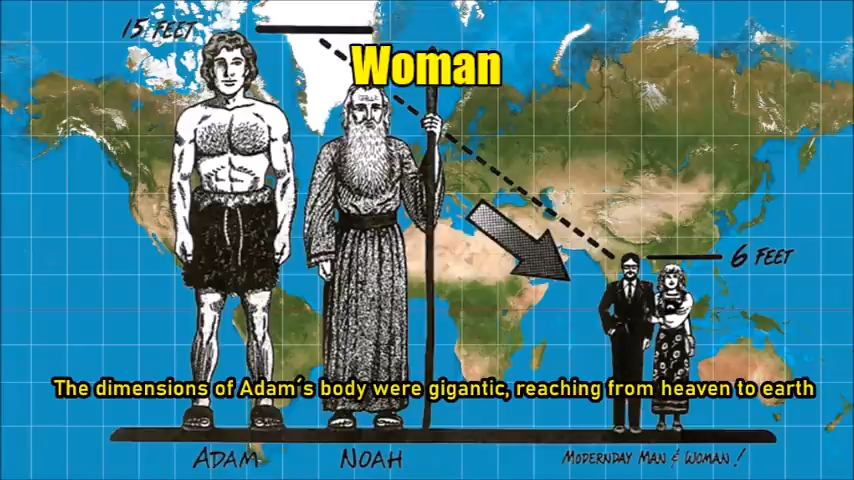 15 FEET
Woman
6 FEET
The dimensions of Adam´s body were gigantic, reaching from heaven to earth
ADAM
NOAH
MODERNDAY MAN & WOMAN!